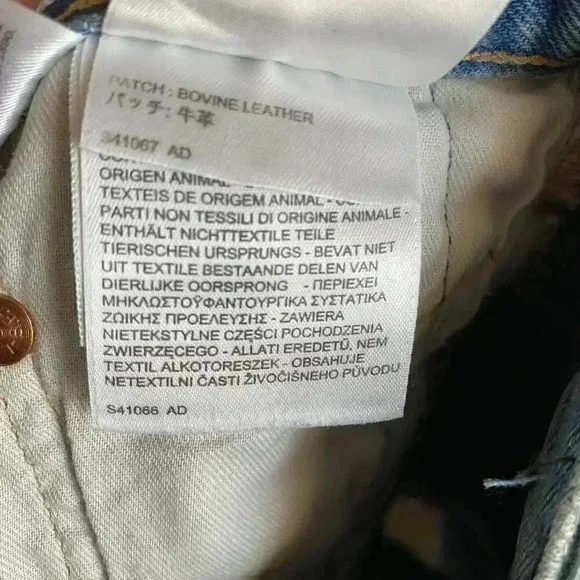 PATCH : BOVINE LEATHER
パッチ : 牛革
S41067 AD
ORIGEN ANIMAL
TEXTEIS DE ORIGEM ANIMAL -
PARTI NON TESSILI DI ORIGINE ANIMALE -
ENTHÄLT NICHTTEXTILE TEILE
TIERISCHEN URSPRUNGS - BEVAT NIET
UIT TEXTILE BESTAANDE DELEN VAN
DIERLIJKE OORSPRONG - ΠΕΡΙΕΧΕΙ
ΜΗΚΛΩΣΤΟΫΦΑΝΤΟΥΡΓΙΚΑ ΣΥΣΤΑΤΙΚΑ
ΖΩΙΚΗΣ ΠΡΟΕΛΕΥΣΗΣ - ZAWIERA
NIETEKSTYLNE CZĘŚCI POCHODZENIA
ZWIERZĘCEGO - ÁLLATI EREDETŰ, NEM
TEXTIL ALKOTÓRÉSZEK - OBSAHUJE
NETEXTILNÍ ČÁSTI ŽIVOČIŠNÉHO PŮVODU
S41066 AD